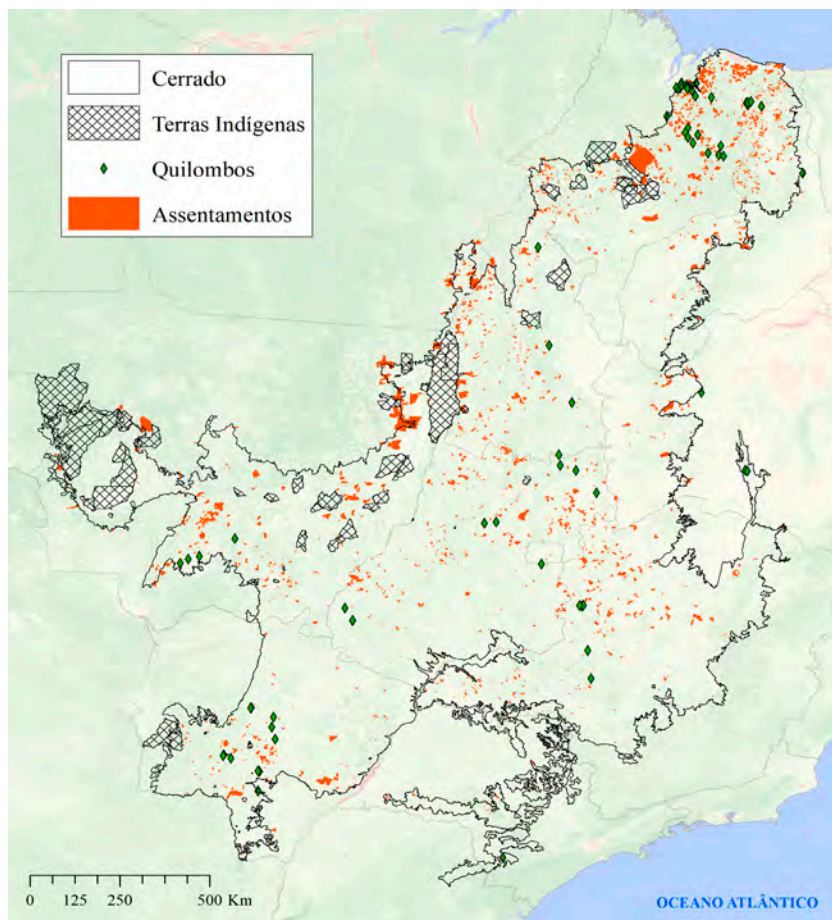 Cerrado
Terras Indígenas
Quilombos
Assentamentos
0 125 250 500 Km
OCEANO ATLÂNTICO